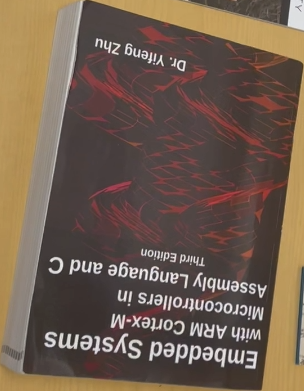 Embedded Systems
with ARM Cortex-M
Microcontrollers in
Assembly Language and C
Third Edition
Dr. Yifeng Zhu